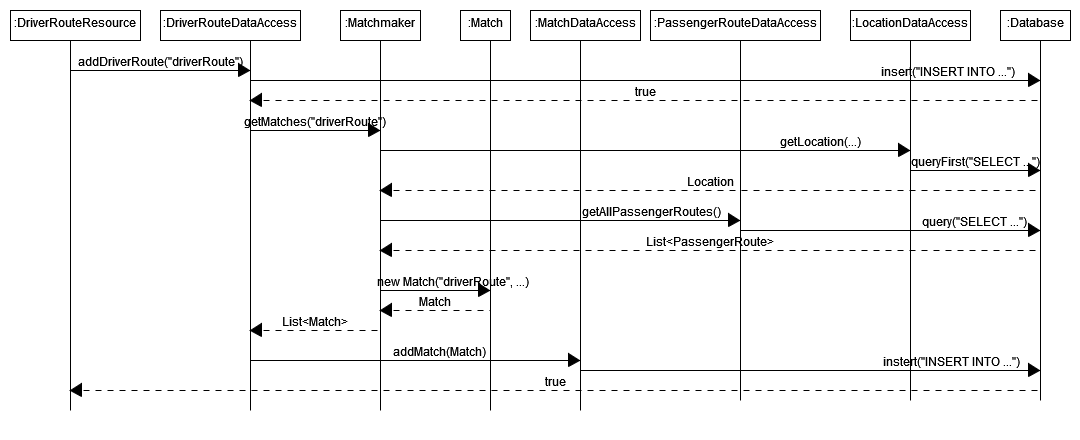 :DriverRouteResource
:DriverRouteDataAccess
:Matchmaker
:Match
:MatchDataAccess
:PassengerRouteDataAccess
:LocationDataAccess
:Database
addDriverRoute("driverRoute")
insert("INSERT INTO ...")
true
getMatches("driverRoute")
getLocation(...)
queryFirst("SELECT ...")
Location
getAllPassengerRoutes()
query("SELECT ...")
List<PassengerRoute>
new Match("driverRoute", ...)
Match
List<Match>
addMatch(Match)
instert("INSERT INTO ...")
true